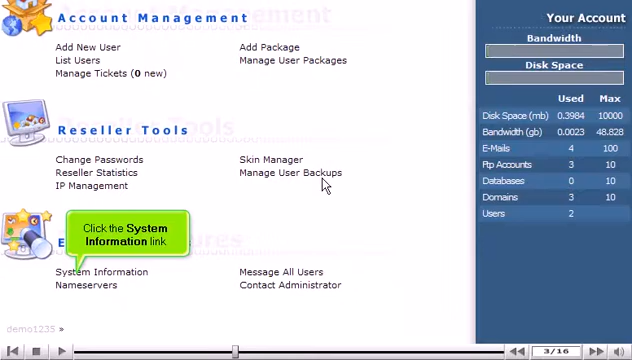 Account Management
Add New User
Add Package
List Users
Manage User Packages
Manage Tickets (0 new)
Reseller Tools
Change Passwords
Skin Manager
Reseller Statistics
Manage User Backups
IP Management
Click the System
Information link
System Information
Message All Users
Nameservers
Contact Administrator
demo1235 »
Your Account
Bandwidth
Disk Space
Used Max
Disk Space (mb) 0.3984 10000
Bandwidth (gb) 0.0023 48.828
E-Mails 4 100
Ftp Accounts 3 10
Databases 0 10
Domains 3 10
Users 2
3/16